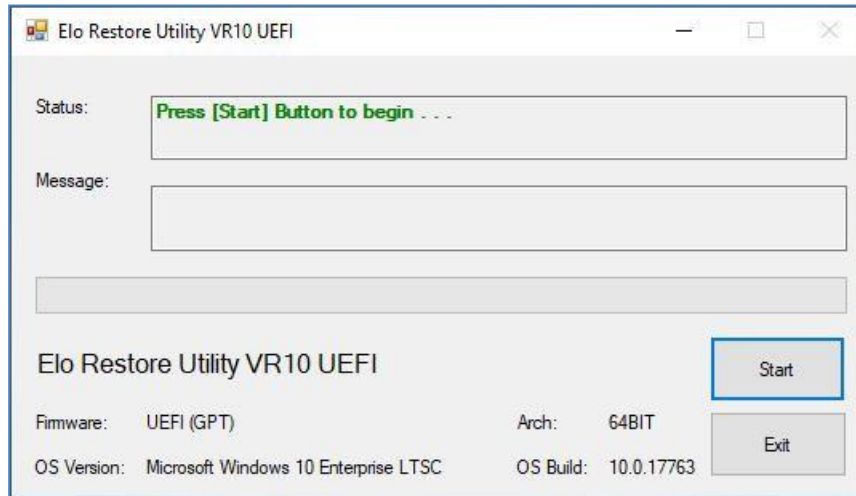 Elo Restore Utility VR10 UEFI
Status:
Press [Start] Button to begin . . .
Message:
Elo Restore Utility VR10 UEFI
Start
Firmware: UEFI (GPT) Arch: 64BIT
Exit
OS Version: Microsoft Windows 10 Enterprise LTSC OS Build: 10.0.17763